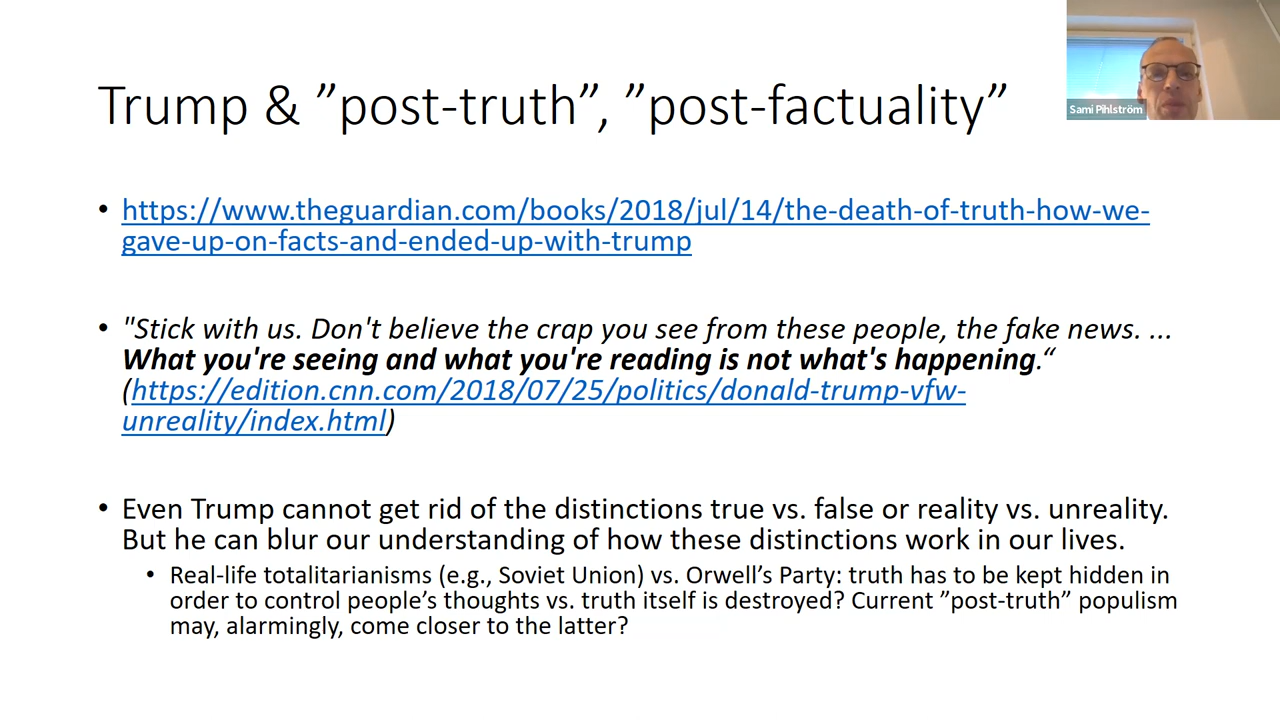 Sami Pihlström
Trump & ”post-truth”, ”post-factuality”
• https://www.theguardian.com/books/2018/jul/14/the-death-of-truth-how-we-
gave-up-on-facts-and-ended-up-with-trump
• "Stick with us. Don't believe the crap you see from these people, the fake news. ...
What you're seeing and what you're reading is not what's happening.“
(https://edition.cnn.com/2018/07/25/politics/donald-trump-vfw-
unreality/index.html)
• Even Trump cannot get rid of the distinctions true vs. false or reality vs. unreality.
But he can blur our understanding of how these distinctions work in our lives.
• Real-life totalitarianisms (e.g., Soviet Union) vs. Orwell’s Party: truth has to be kept hidden in
order to control people’s thoughts vs. truth itself is destroyed? Current ”post-truth” populism
may, alarmingly, come closer to the latter?